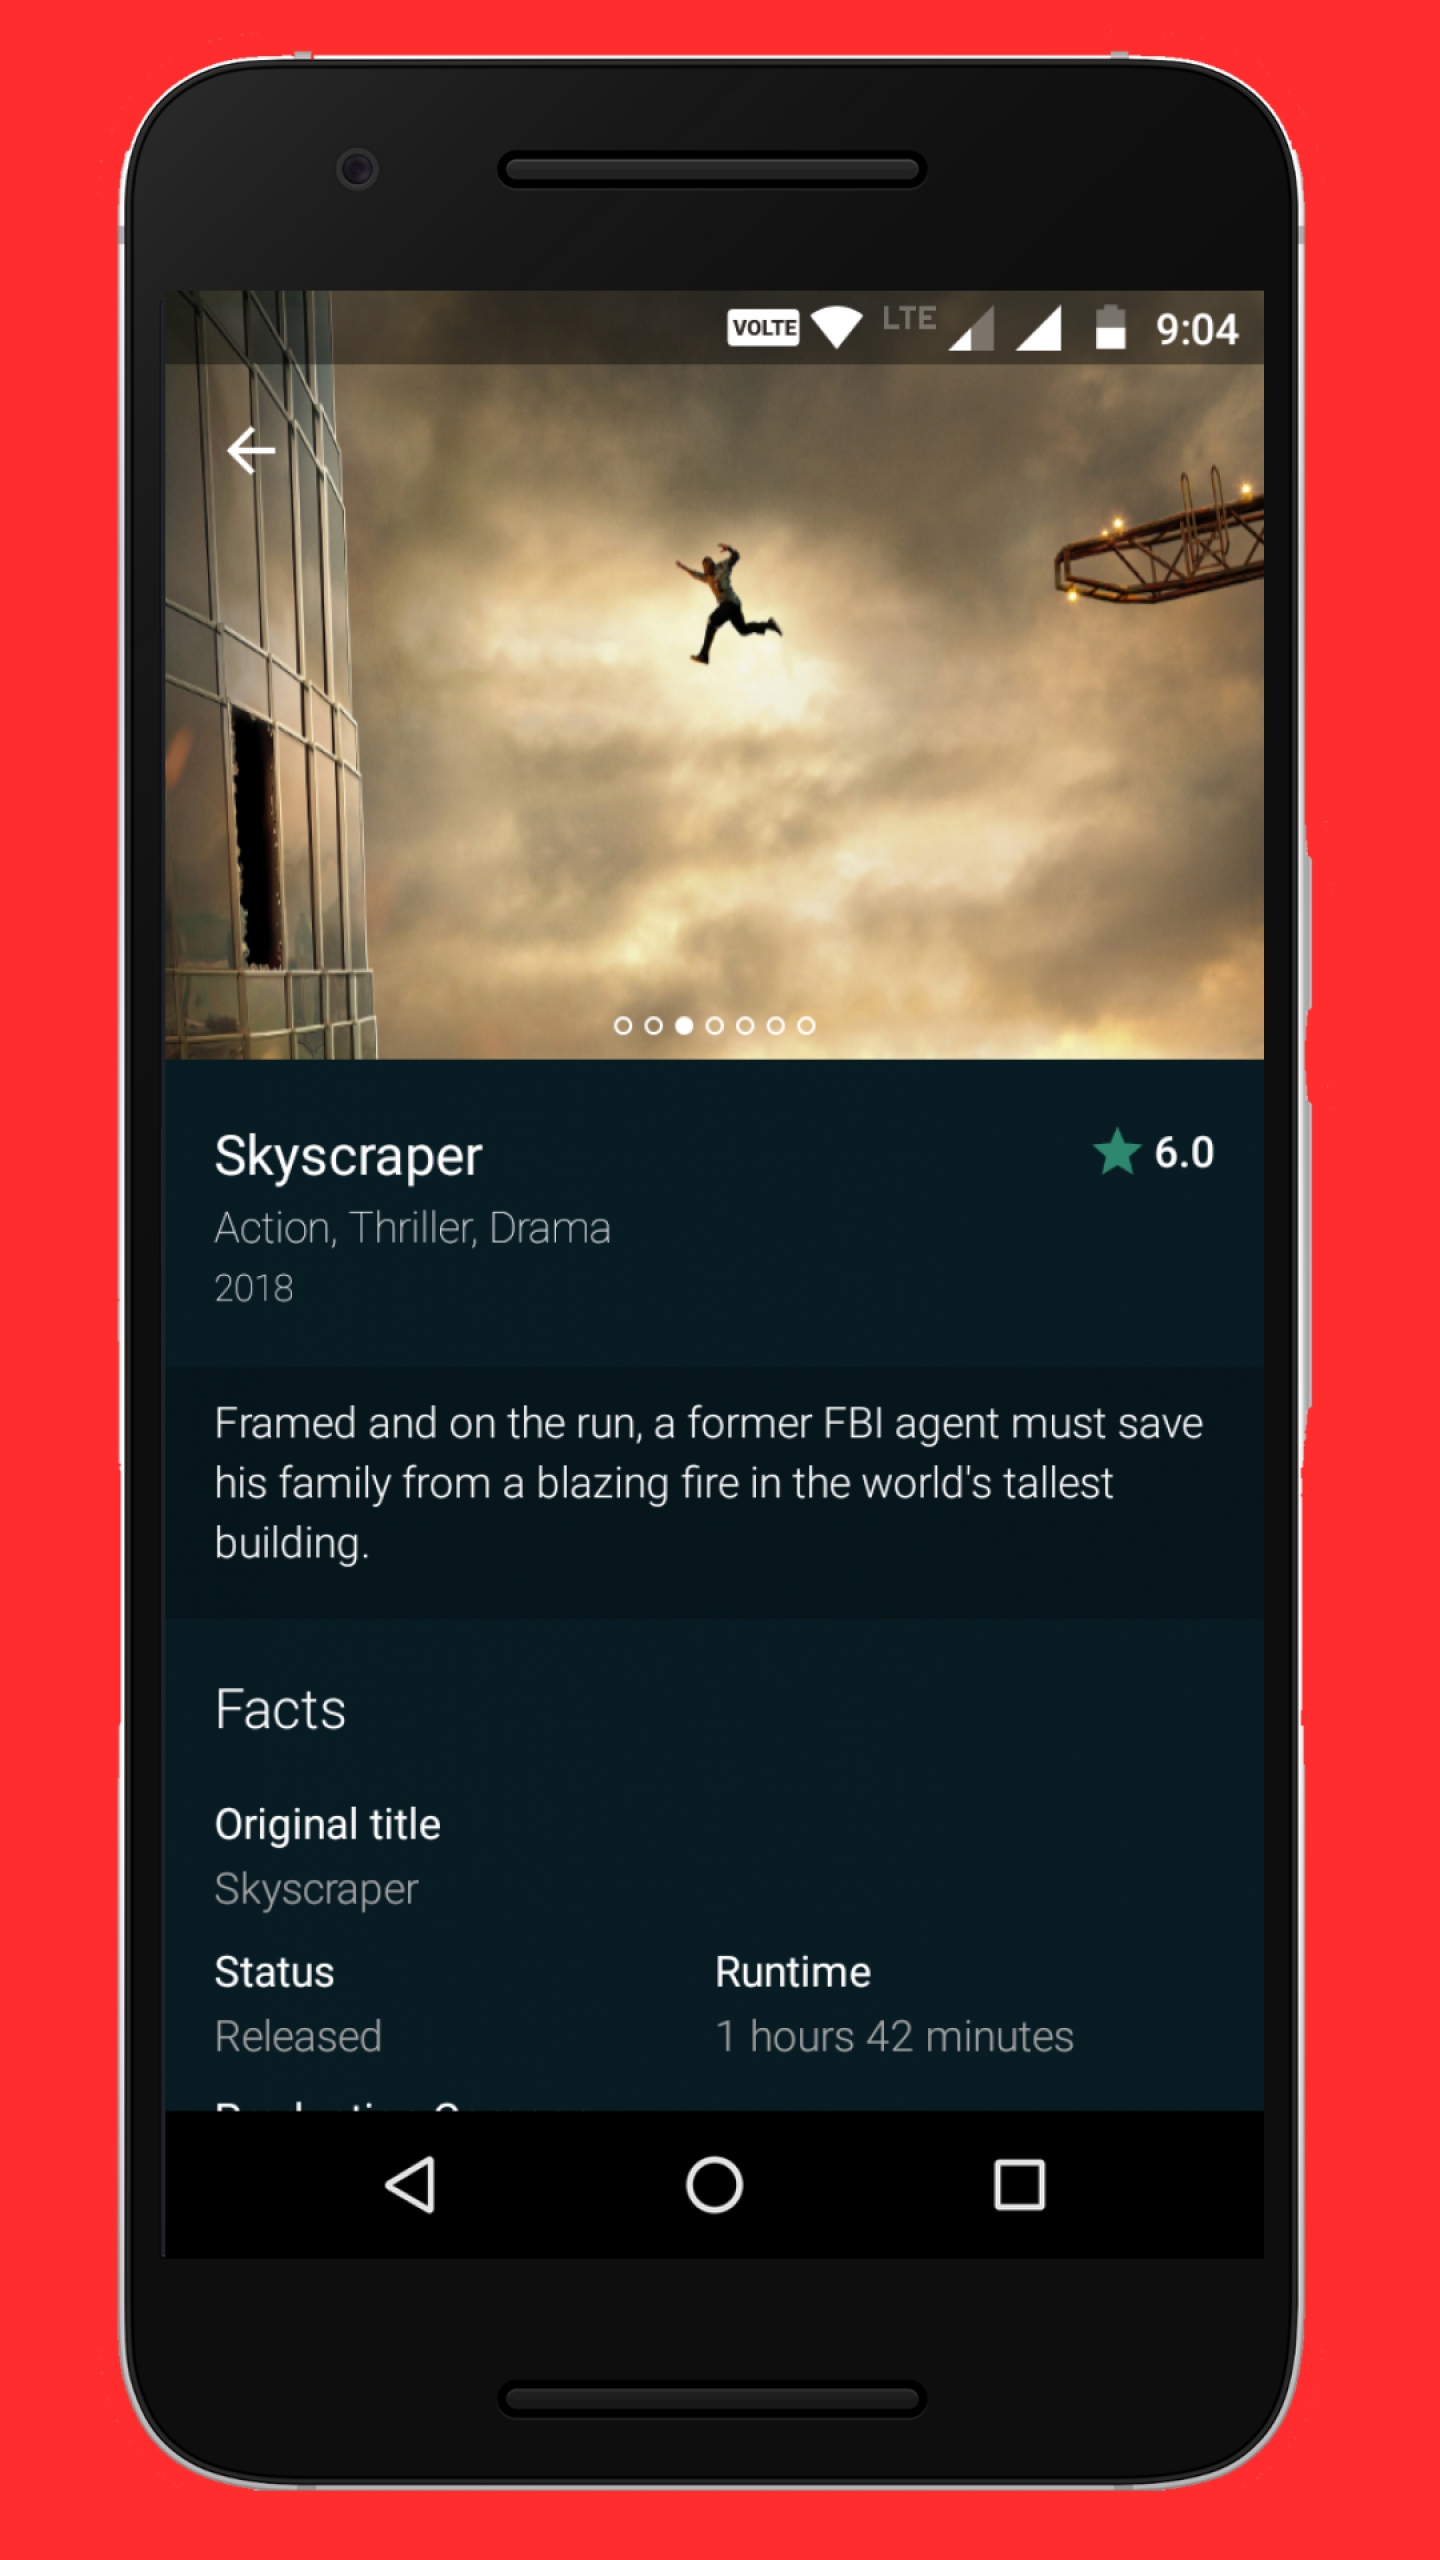 VOLTE LTE 9:04
Skyscraper 6.0
Action, Thriller, Drama
2018
Framed and on the run, a former FBI agent must save
his family from a blazing fire in the world's tallest
building.
Facts
Original title
Skyscraper
Status Runtime
Released 1 hours 42 minutes